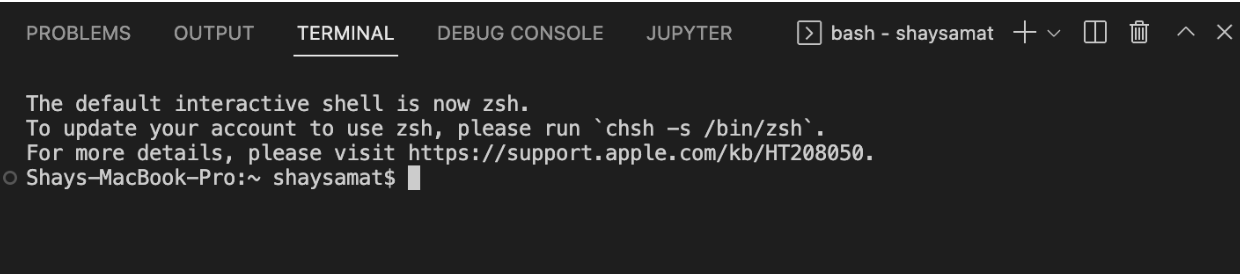 PROBLEMS OUTPUT TERMINAL DEBUG CONSOLE JUPYTER bash - shaysamat
The default interactive shell is now zsh.
To update your account to use zsh, please run `chsh -s /bin/zsh`.
For more details, please visit https://support.apple.com/kb/HT208050.
Shays-MacBook-Pro:~ shaysamat$